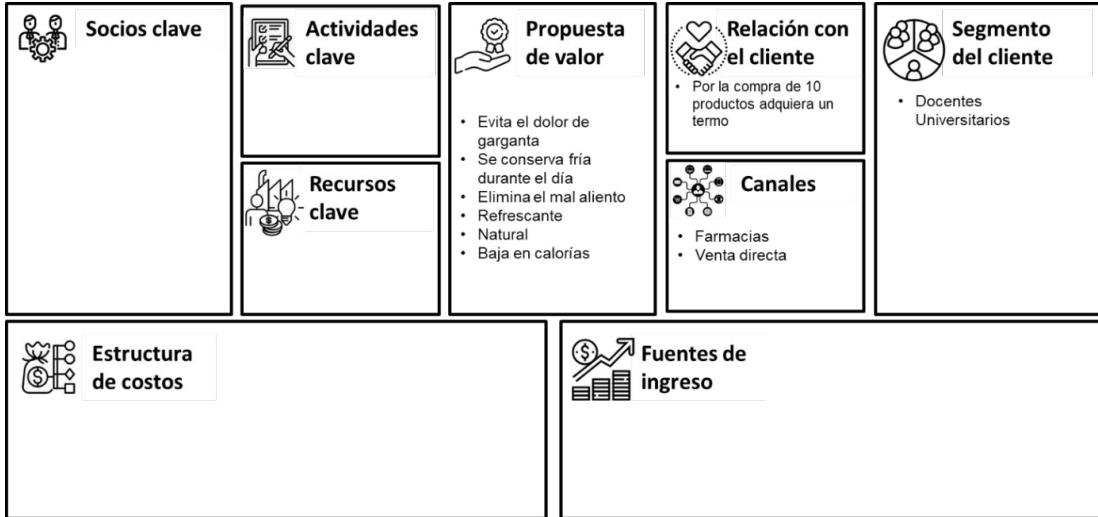 Socios clave
Actividades
clave
Recursos
clave
Propuesta
de valor
• Evita el dolor de
garganta
• Se conserva fría
durante el día
• Elimina el mal aliento
• Refrescante
• Natural
• Baja en calorías
Relación con
el cliente
• Por la compra de 10
productos adquiera un
termo
Canales
• Farmacias
• Venta directa
Segmento
del cliente
• Docentes
Universitarios
Estructura
de costos
Fuentes de
ingreso